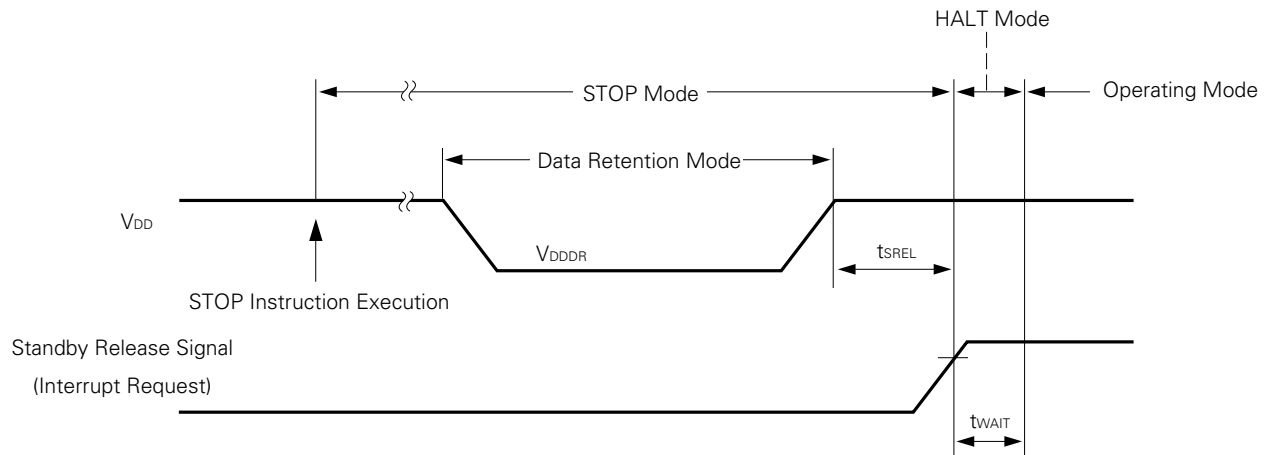 HALT Mode
STOP Mode
Operating Mode
Data Retention Mode
VDD
VDDDR
tSREL
STOP Instruction Execution
Standby Release Signal
(Interrupt Request)
tWAIT